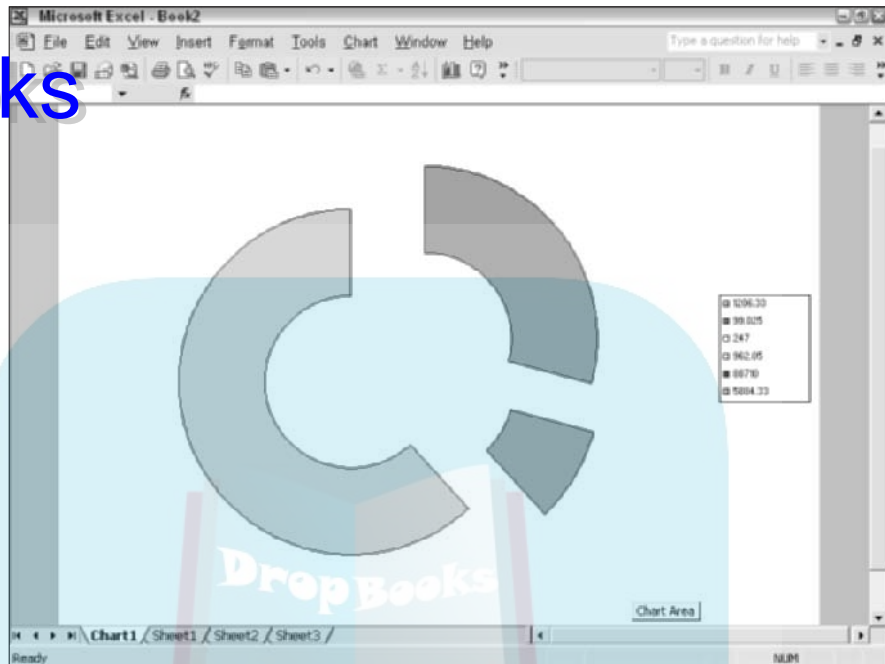 Microsoft Excel - Book2
File Edit View Insert Format Tools Chart Window Help
Type a question for help
ks
B I U
fx
1206.33
99.025
247
962.05
88710
5884.33
DropBooks
Chart Area
Chart1 Sheet1 Sheet2 Sheet3
Ready
NUM